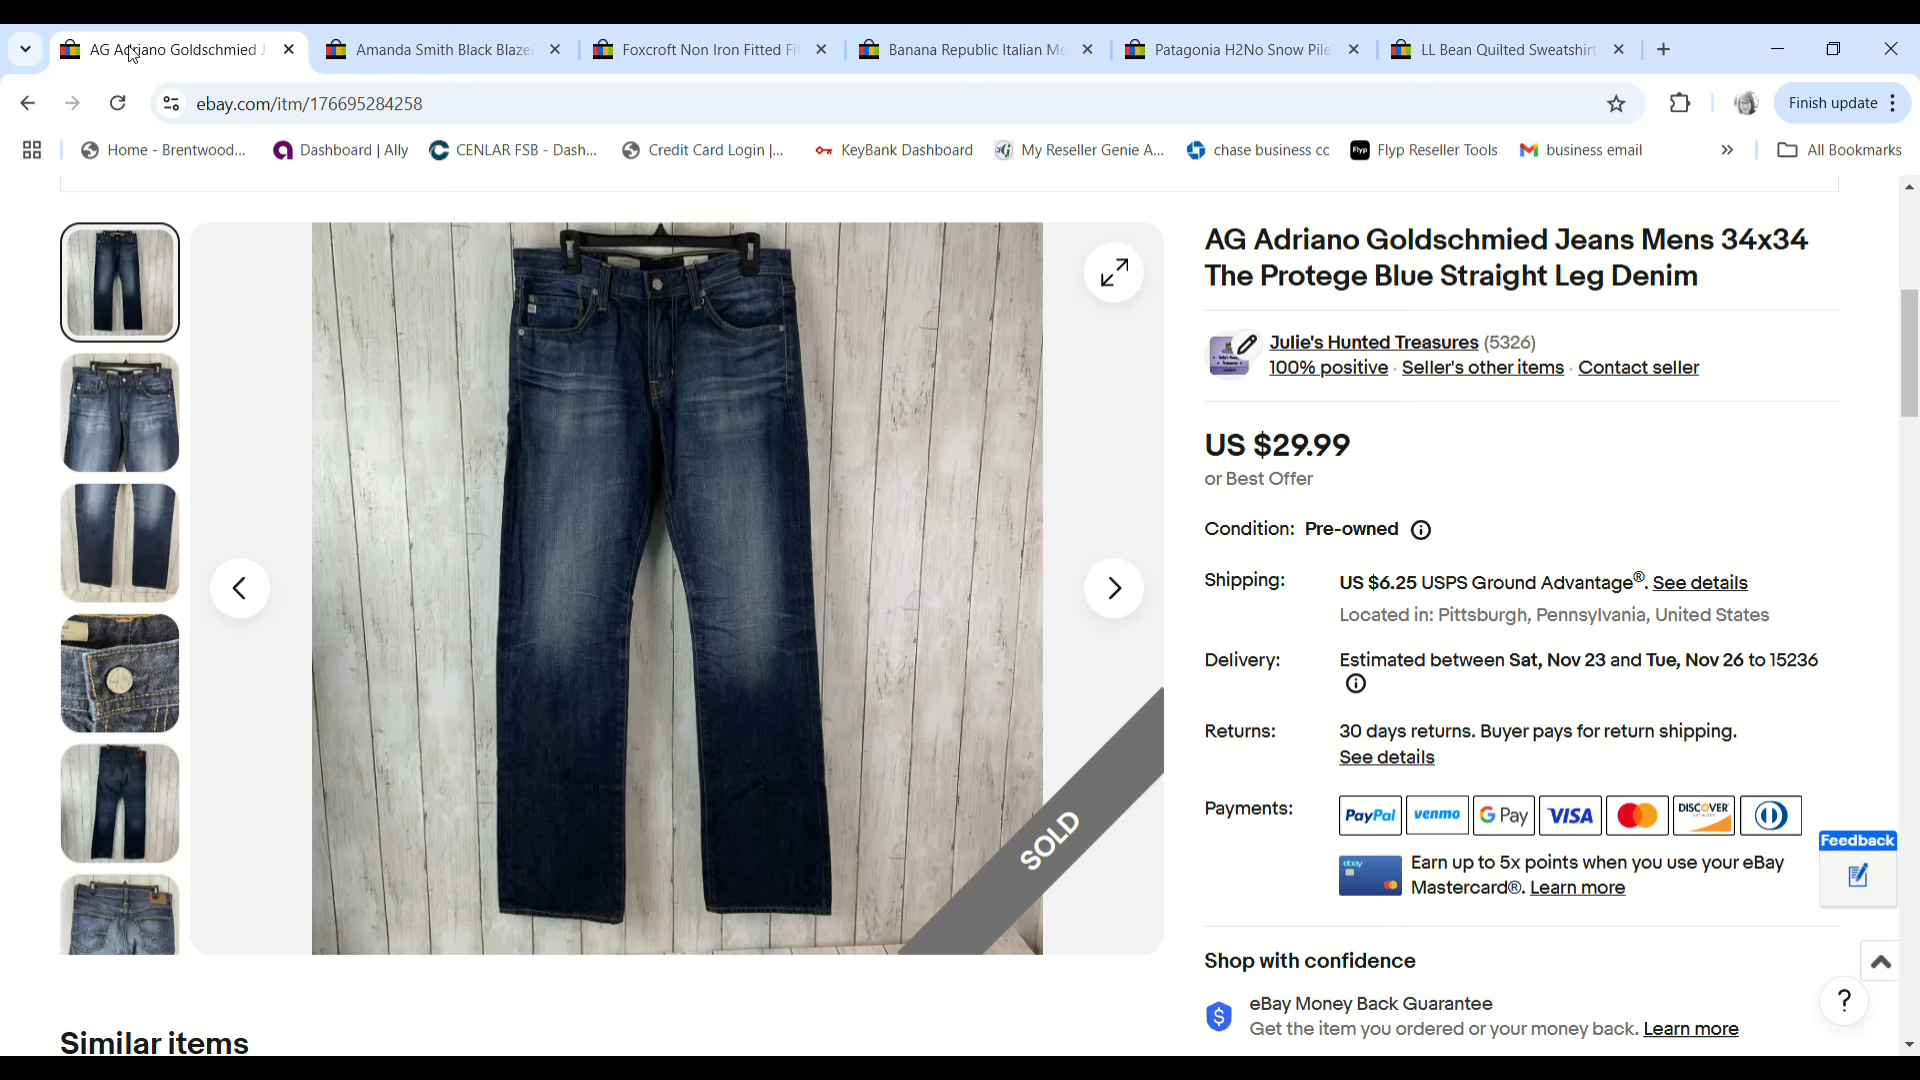 AG Adriano Goldschmied J
Amanda Smith Black Blazer
Foxcroft Non Iron Fitted Fi
Banana Republic Italian Me
Patagonia H2No Snow Pile
LL Bean Quilted Sweatshirt
ebay.com/itm/176695284258
Finish update
Home - Brentwood...
Dashboard | Ally
CENLAR FSB - Dash...
Credit Card Login |...
KeyBank Dashboard
My Reseller Genie A...
chase business cc
Flyp Flyp Reseller Tools
business email
All Bookmarks
AG Adriano Goldschmied Jeans Mens 34x34
The Protege Blue Straight Leg Denim
Julie's Hunted Treasures (5326)
100% positive · Seller's other items · Contact seller
US $29.99
or Best Offer
Condition: Pre-owned
Shipping: US $6.25 USPS Ground Advantage®. See details
Located in: Pittsburgh, Pennsylvania, United States
Delivery: Estimated between Sat, Nov 23 and Tue, Nov 26 to 15236
Returns: 30 days returns. Buyer pays for return shipping.
See details
Payments: PayPal venmo G Pay VISA DISCOVER
ebay Earn up to 5x points when you use your eBay
Mastercard®. Learn more
Feedback
SOLD
Shop with confidence
eBay Money Back Guarantee
Get the item you ordered or your money back. Learn more
?
Similar items